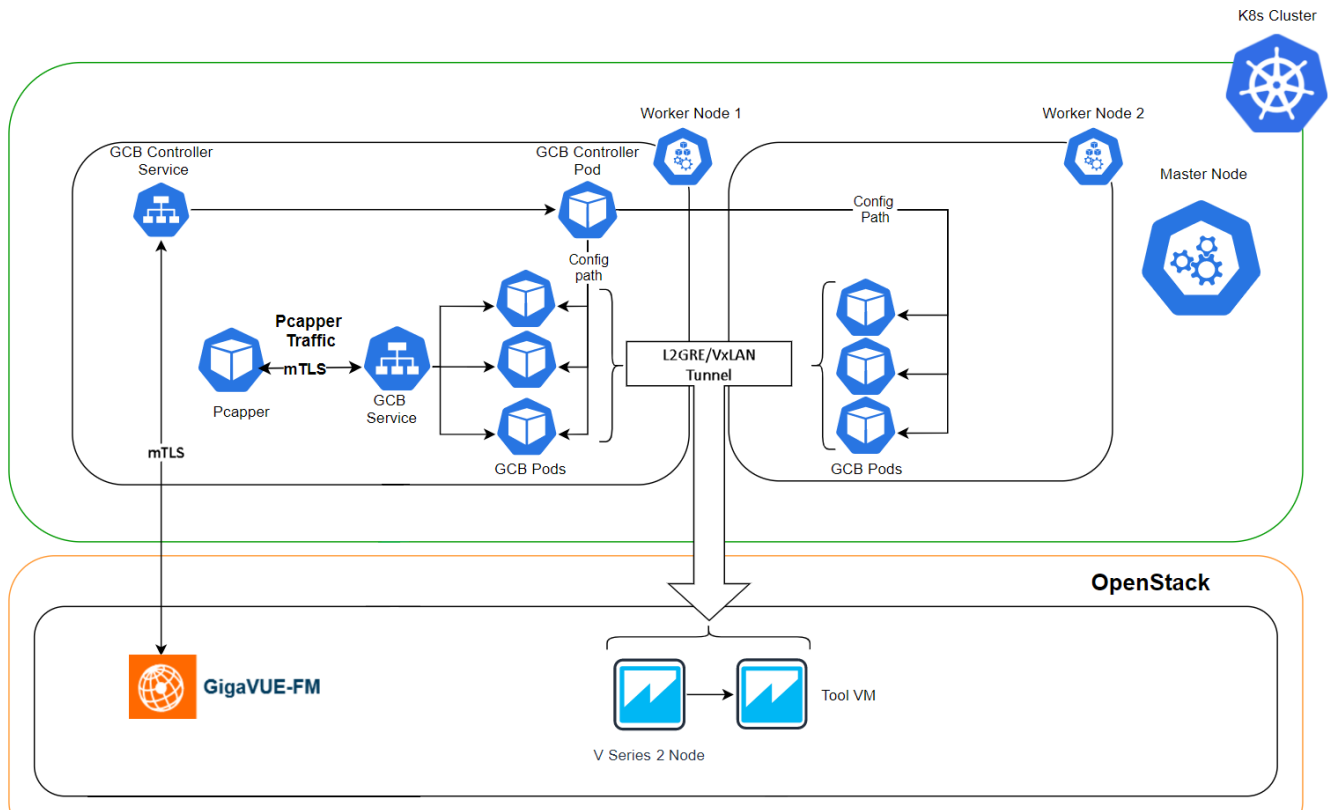 K8s Cluster
Worker Node 1
Worker Node 2
GCB Controller
Service
GCB Controller
Pod
Master Node
Config
Path
Config
path
Pcapper
Traffic
mTLS
L2GRE/VxLAN
Tunnel
Pcapper
GCB
Service
mTLS
GCB Pods
GCB Pods
OpenStack
GigaVUE-FM
Tool VM
V Series 2 Node